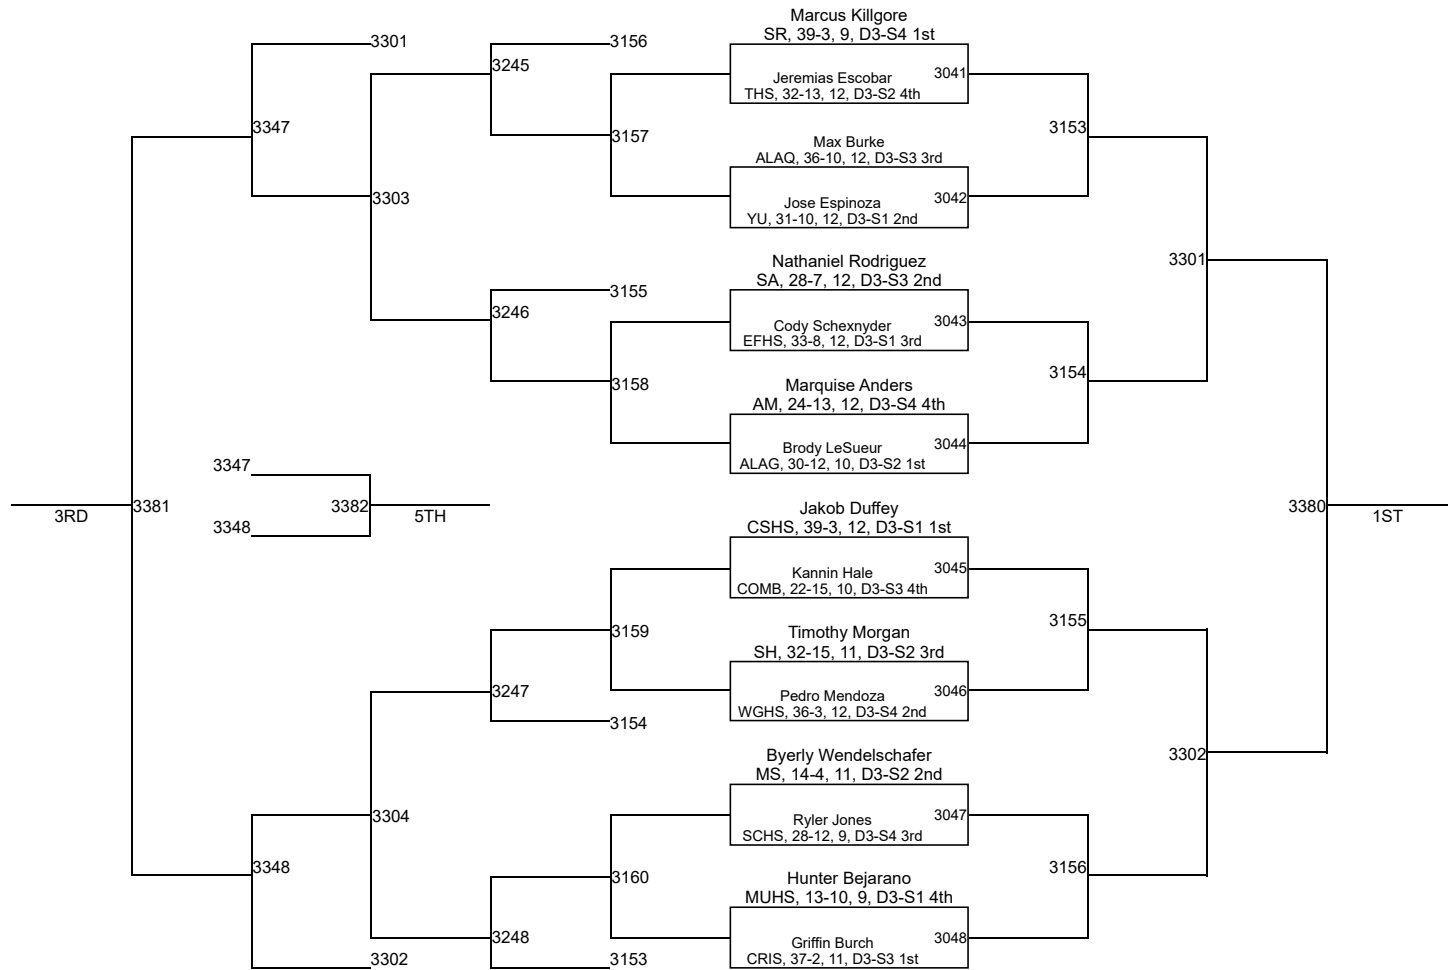 Marcus Killgore
SR, 39-3, 9, D3-S4 1st
3301
3156
3245
Jeremias Escobar
3041
THS, 32-13, 12, D3-S2 4th
3347
3157
3153
Max Burke
ALAQ, 36-10, 12, D3-S3 3rd
3303
Jose Espinoza
3042
YU, 31-10, 12, D3-S1 2nd
Nathaniel Rodriguez
3301
SA, 28-7, 12, D3-S3 2nd
3155
3246
Cody Schexnyder
3043
EFHS, 33-8, 12, D3-S1 3rd
3158
3154
Marquise Anders
AM, 24-13, 12, D3-S4 4th
Brody LeSueur
3044
ALAG, 30-12, 10, D3-S2 1st
3347
3381
3382
3380
3RD
5TH
1ST
3348
Jakob Duffey
CSHS, 39-3, 12, D3-S1 1st
Kannin Hale
3045
COMB, 22-15, 10, D3-S3 4th
3159
3155
Timothy Morgan
SH, 32-15, 11, D3-S2 3rd
3247
Pedro Mendoza
3046
WGHS, 36-3, 12, D3-S4 2nd
3154
Byerly Wendelschafer
3302
MS, 14-4, 11, D3-S2 2nd
3304
Ryler Jones
3047
SCHS, 28-12, 9, D3-S4 3rd
3348
3160
3156
Hunter Bejarano
MUHS, 13-10, 9, D3-S1 4th
3248
Griffin Burch
3048
CRIS, 37-2, 11, D3-S3 1st
3302
3153